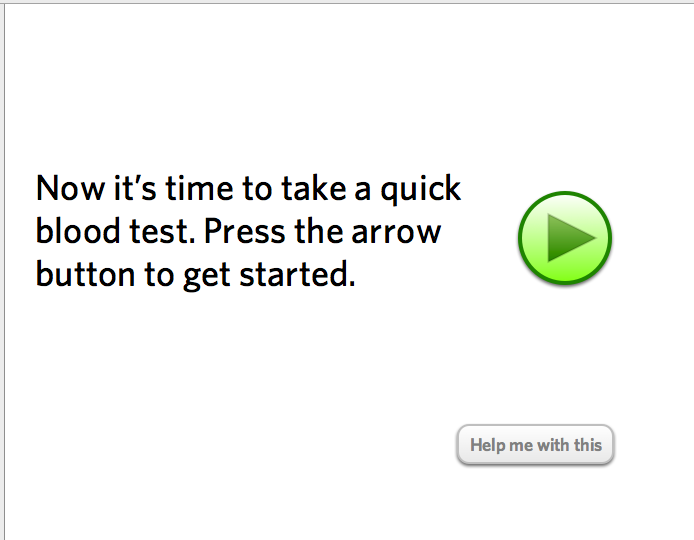 Now it’s time to take a quick
blood test. Press the arrow
button to get started.
Help me with this